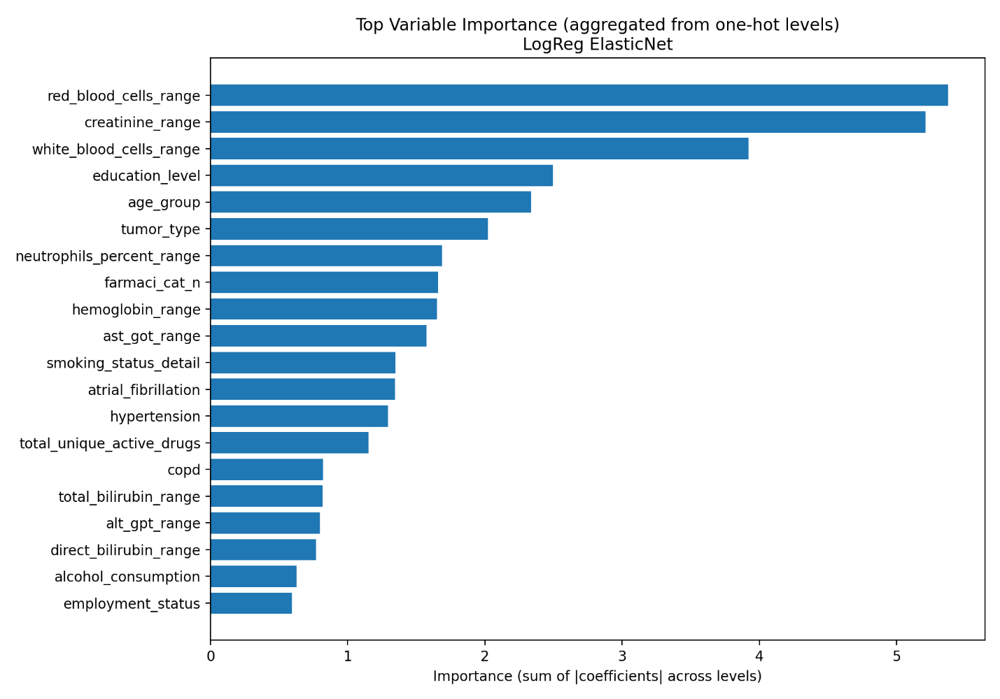 Top Variable Importance (aggregated from one-hot levels)
LogReg ElasticNet
red_blood_cells_range
creatinine_range
white_blood_cells_range
education_level
age_group
tumor_type
neutrophils_percent_range
farmaci_cat_n
hemoglobin_range
ast_got_range
smoking_status_detail
atrial_fibrillation
hypertension
total_unique_active_drugs
copd
total_bilirubin_range
alt_gpt_range
direct_bilirubin_range
alcohol_consumption
employment_status
0 1 2 3 4 5
Importance (sum of |coefficients| across levels)